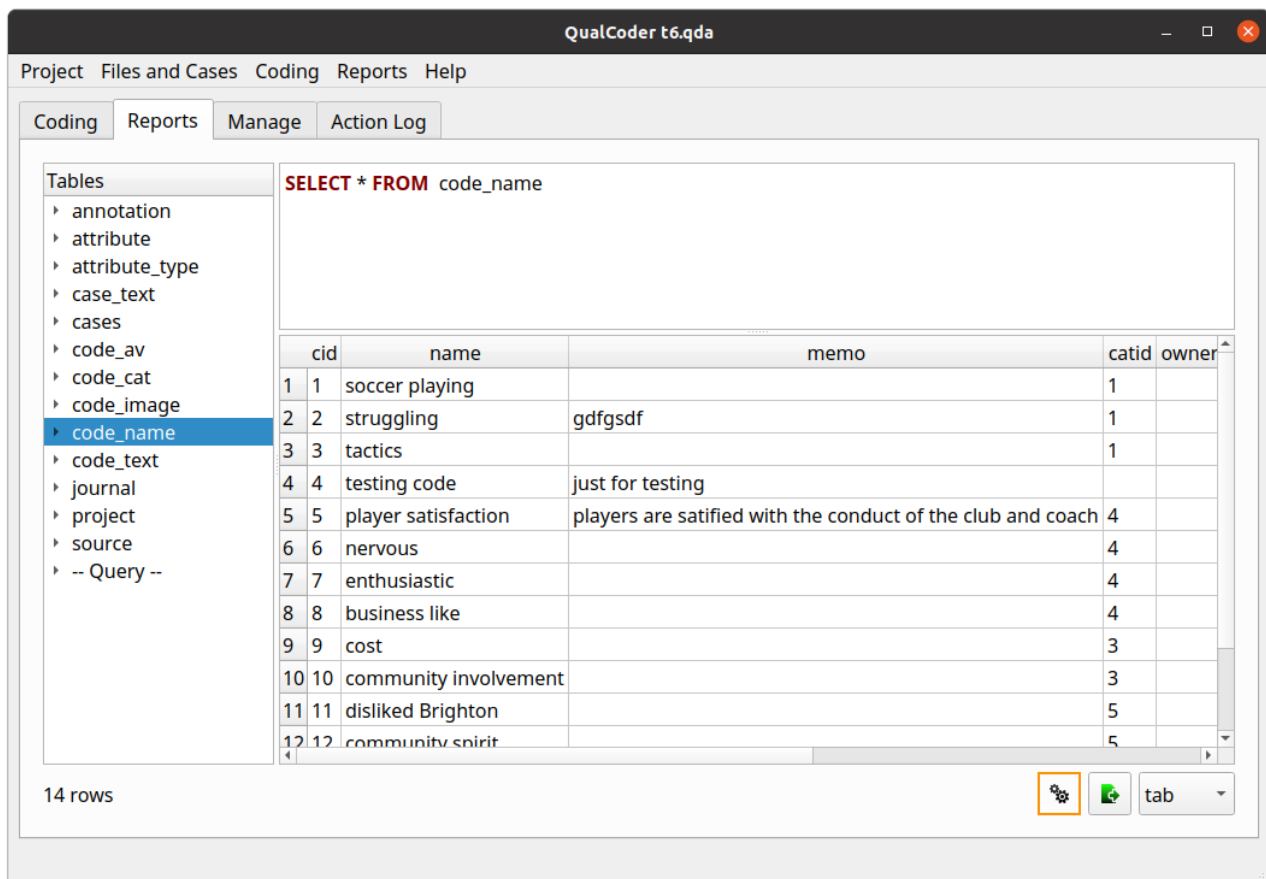 QualCoder t6.qda
Project Files and Cases Coding Reports Help
Coding Reports Manage Action Log
Tables
annotation
attribute
attribute_type
case_text
cases
code_av
code_cat
code_image
code_name
code_text
journal
project
source
-- Query --
SELECT * FROM code_name
cid name memo catid owner
1 1 soccer playing 1
2 2 struggling gdfgsdf 1
3 3 tactics 1
4 4 testing code just for testing
5 5 player satisfaction players are satified with the conduct of the club and coach 4
6 6 nervous 4
7 7 enthusiastic 4
8 8 business like 4
9 9 cost 3
10 10 community involvement 3
11 11 disliked Brighton 5
12 12 community spirit 5
14 rows
tab